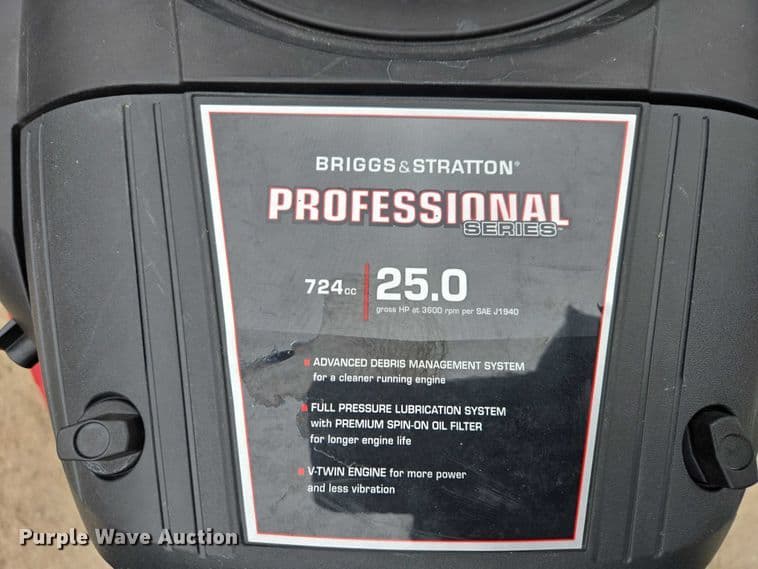 BRIGGS&STRATTON®
PROFESSIONAL
SERIES™
724cc 25.0
gross HP at 3600 rpm per SAE J1940
ADVANCED DEBRIS MANAGEMENT SYSTEM
for a cleaner running engine
FULL PRESSURE LUBRICATION SYSTEM
with PREMIUM SPIN-ON OIL FILTER
for longer engine life
V-TWIN ENGINE for more power
and less vibration
Purple Wave Auction